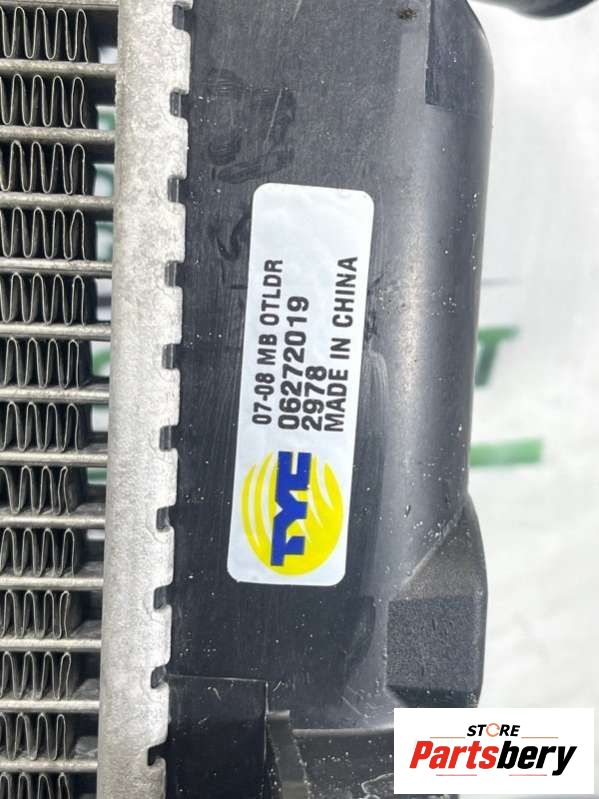 07-08 MB OTLDR
06272019
2978
MADE IN CHINA
TYC
STORE
Partsbery